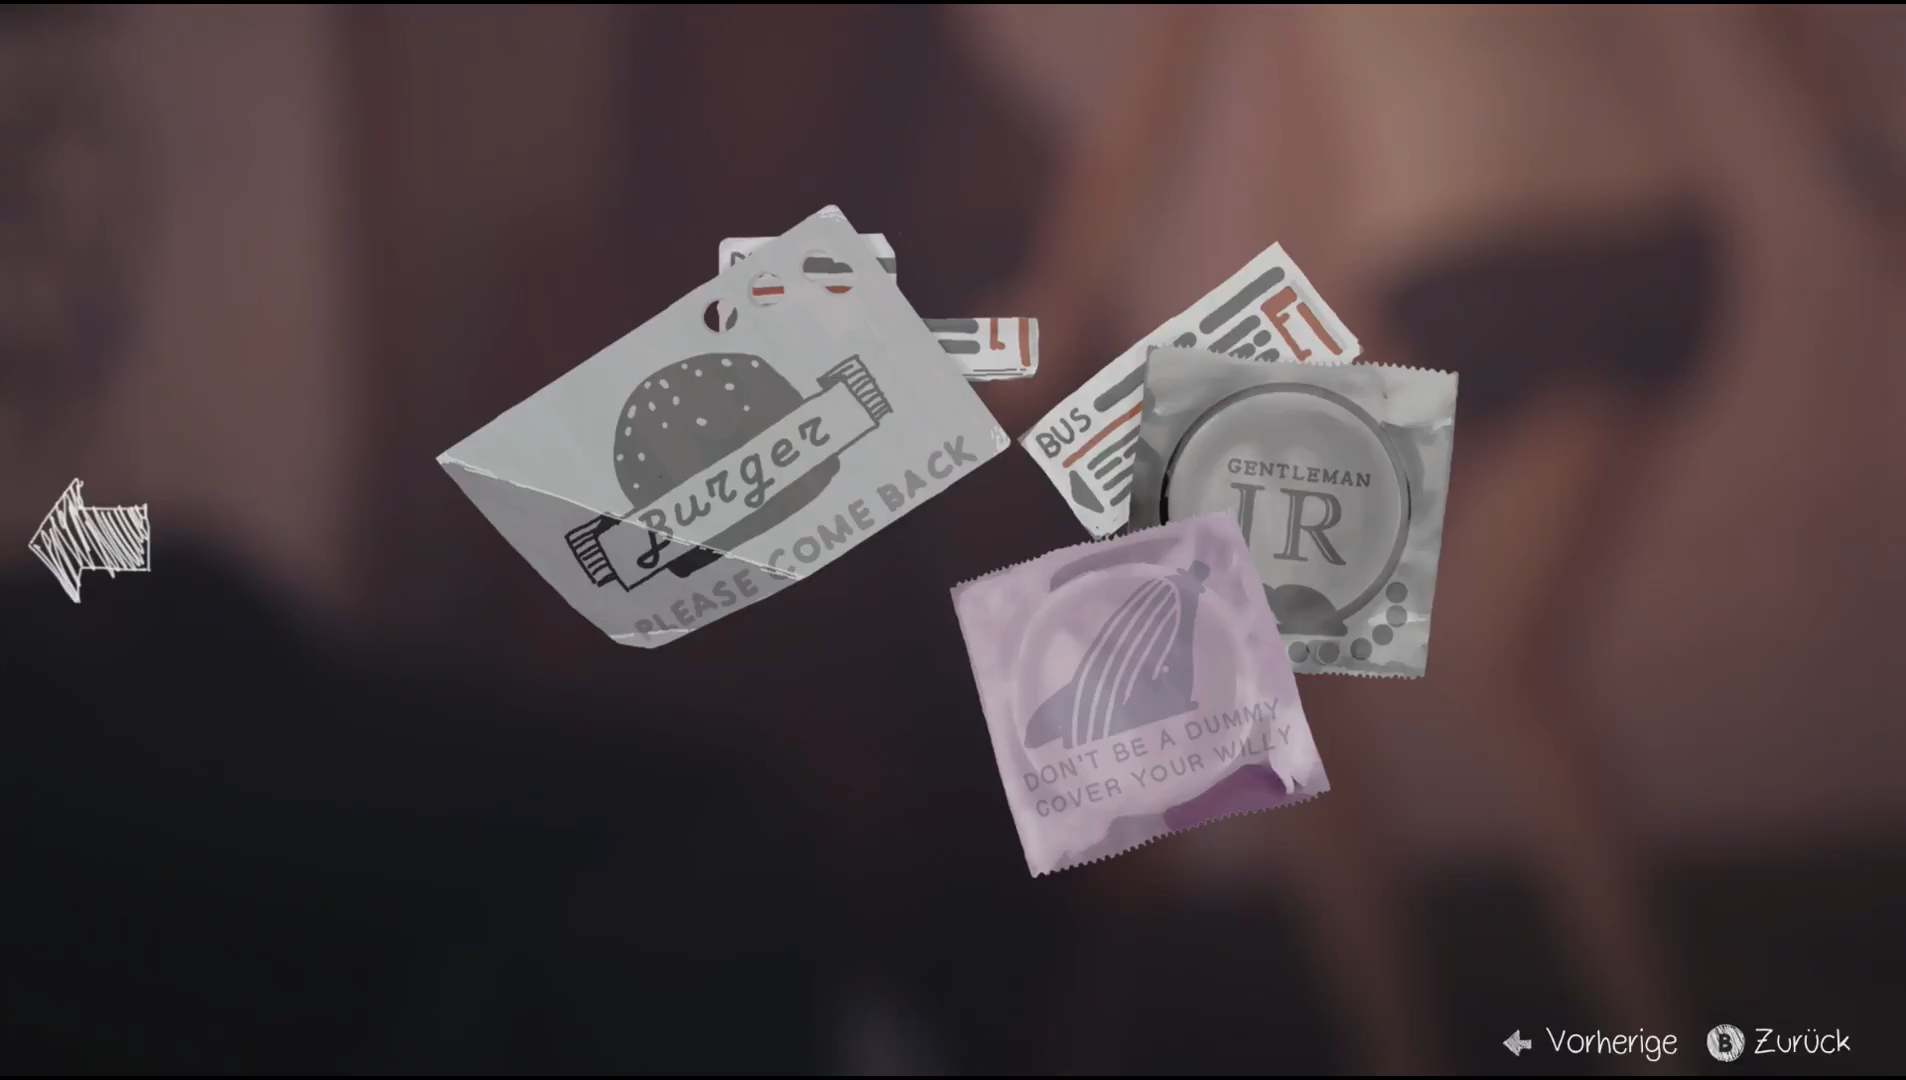 Burger
PLEASE COME BACK
BUS
GENTLEMAN
JR
DON'T BE A DUMMY
COVER YOUR WILLY
Vorherige
B Zurück